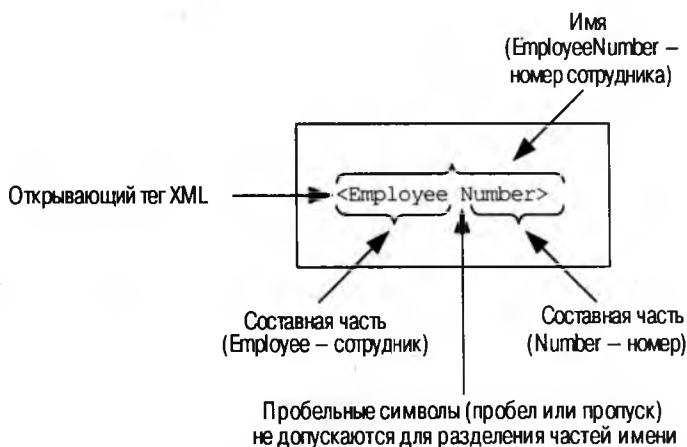 Имя
(EmployeeNumber –
номер сотрудника)
Открывающий тег XML
<Employee Number>
Составная часть
(Employee – сотрудник)
Составная часть
(Number – номер)
Пробельные символы (пробел или пропуск)
не допускаются для разделения частей имени